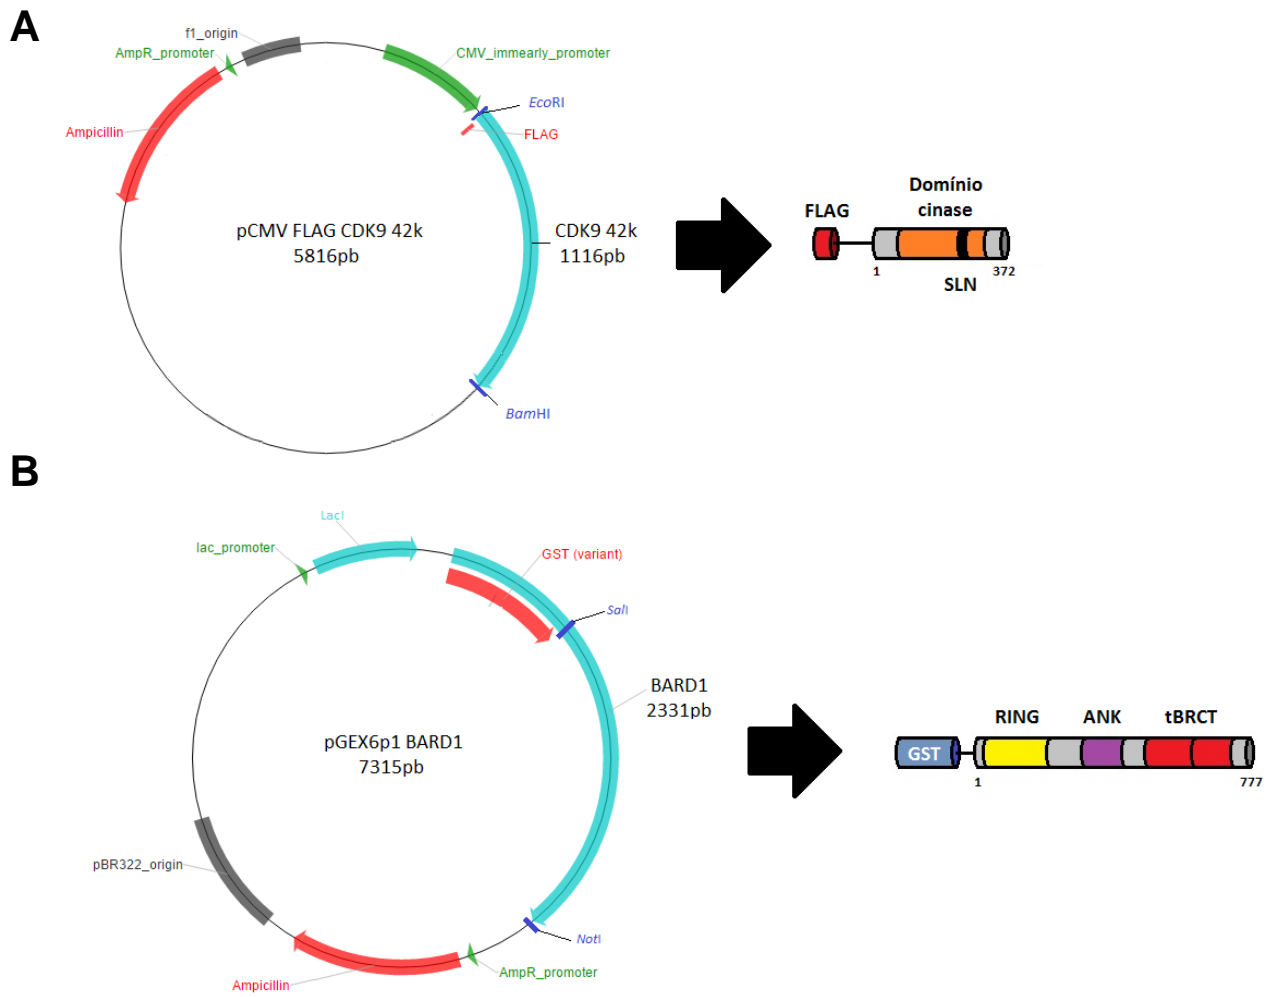 A
f1_origin
AmpR_promoter
CMV_immearly_promoter
EcoRI
Ampicillin
FLAG
pCMV FLAG CDK9 42k
5816pb
CDK9 42k
1116pb
BamHI
FLAG
Domínio
cinase
1
372
SLN
B
LacI
lac_promoter
GST (variant)
SalI
BARD1
2331pb
pGEX6p1 BARD1
7315pb
pBR322_origin
NotI
AmpR_promoter
Ampicillin
RING
ANK
tBRCT
GST
1
777